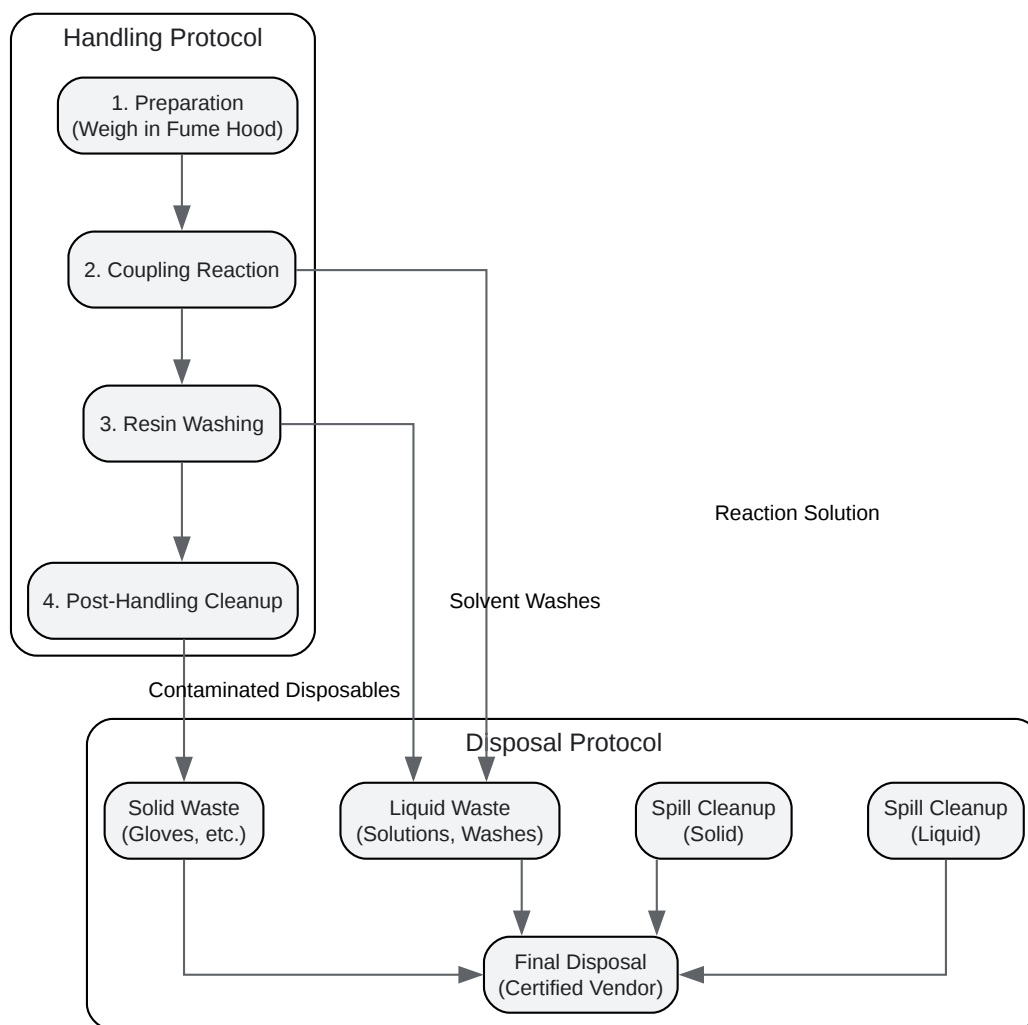 Handling Protocol
1. Preparation
(Weigh in Fume Hood)
2. Coupling Reaction
3. Resin Washing
Reaction Solution
4. Post-Handling Cleanup
Solvent Washes
Contaminated Disposables
Disposal Protocol
Solid Waste
(Gloves, etc.)
Liquid Waste
(Solutions, Washes)
Spill Cleanup
(Solid)
Spill Cleanup
(Liquid)
Final Disposal
(Certified Vendor)